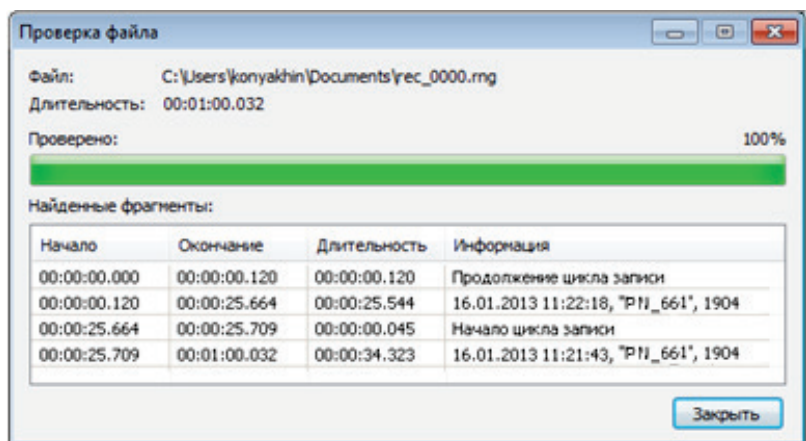 Проверка файла
Файл: C:\Users\konyakhin\Documents\rec_0000.rng
Длительность: 00:01:00.032
Проверено: 100%
Найденные фрагменты:
Начало Окончание Длительность Информация
00:00:00.000 00:00:00.120 00:00:00.120 Продолжение цикла записи
00:00:00.120 00:00:25.664 00:00:25.544 16.01.2013 11:22:18, "PN_661", 1904
00:00:25.664 00:00:25.709 00:00:00.045 Начало цикла записи
00:00:25.709 00:01:00.032 00:00:34.323 16.01.2013 11:21:43, "PN_661", 1904
Закрыть